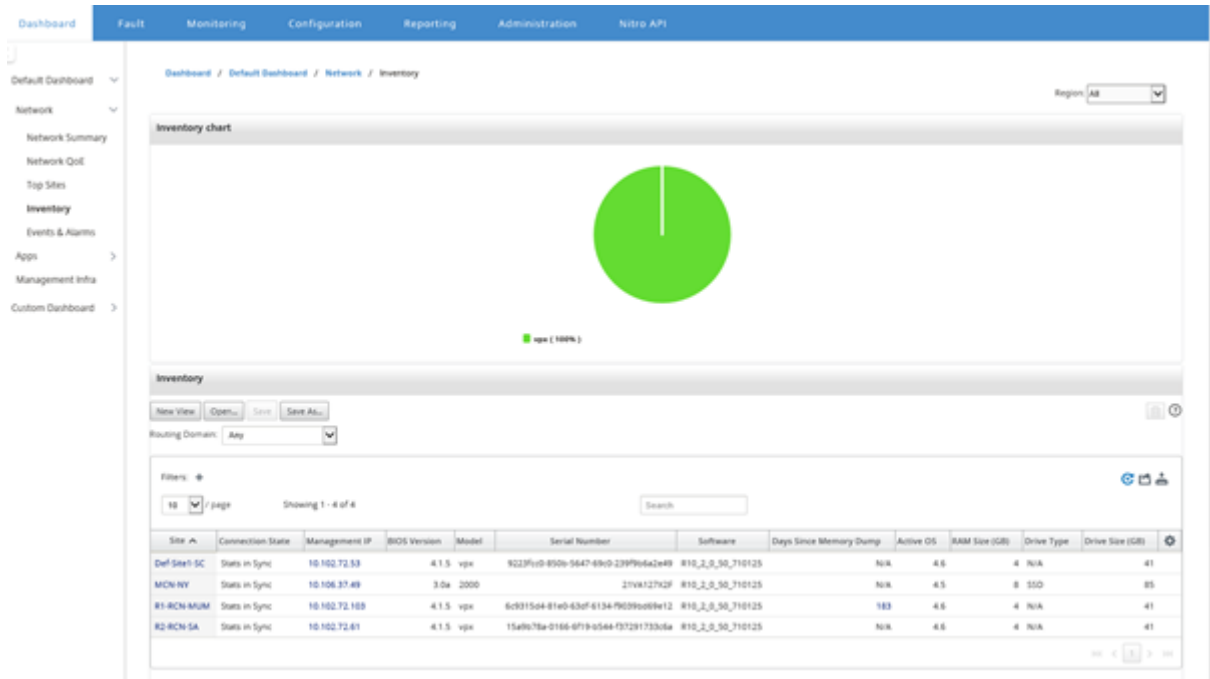 Dashboard Fault Monitoring Configuration Reporting Administration Nitro API
Dashboard / Default Dashboard / Network / Inventory
Region: All
Default Dashboard
Network
Network Summary
Network QoE
Top Sites
Inventory
Events & Alarms
Apps
Management Infra
Custom Dashboard
Inventory chart
vpx ( 100% )
Inventory
New View Open... Save Save As...
Routing Domain: Any
Filters:
10 / page Showing 1 - 4 of 4 Search
Site Connection State Management IP BIOS Version Model Serial Number Software Days Since Memory Dump Active OS RAM Size (GB) Drive Type Drive Size (GB)
Def-Site1-SC Stats in Sync 10.102.72.53 4.1.5 vpx R10_2_0_50_710125 N/A 4.6 4 N/A 41
MCN-NY Stats in Sync 10.106.37.49 3.0a 2000 21VA127X2F R10_2_0_50_710125 N/A 4.5 8 SSD 85
R1-RCN-MUM Stats in Sync 10.102.72.103 4.1.5 vpx R10_2_0_50_710125 183 4.6 4 N/A 41
R2-RCN-SA Stats in Sync 10.102.72.61 4.1.5 vpx R10_2_0_50_710125 N/A 4.6 4 N/A 41
1